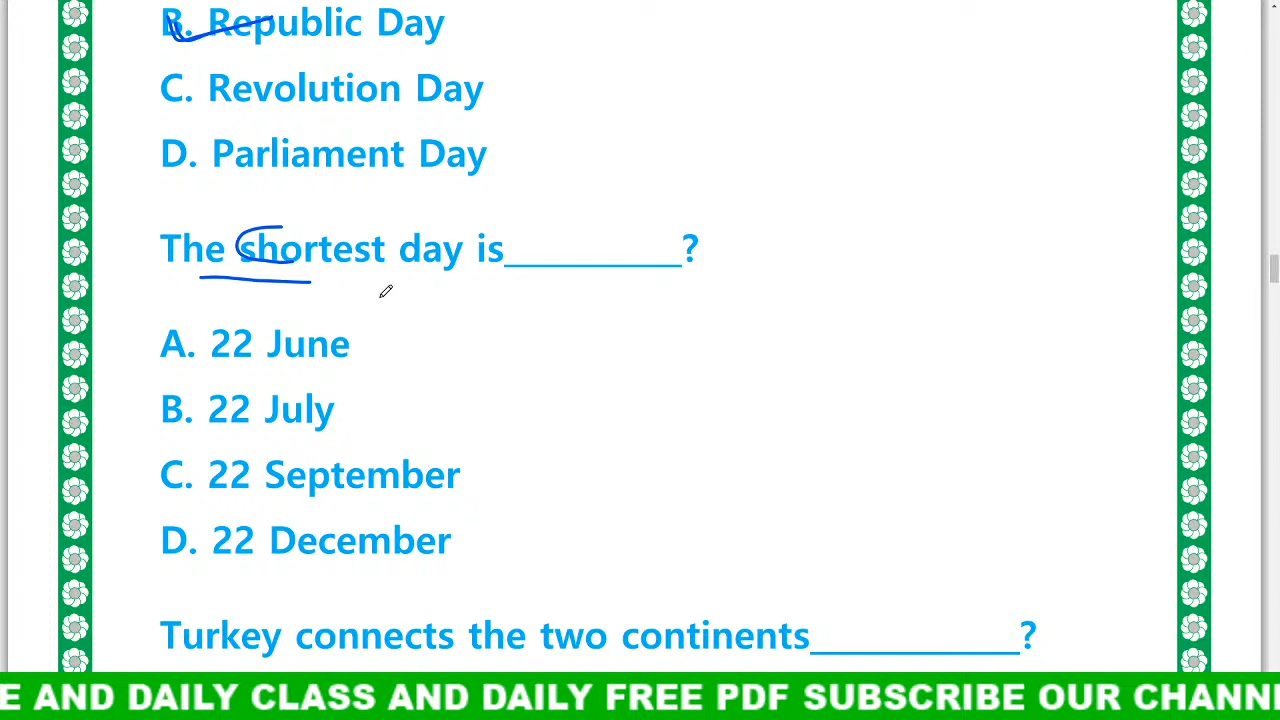 B. Republic Day
C. Revolution Day
D. Parliament Day
The shortest day is__________?
A. 22 June
B. 22 July
C. 22 September
D. 22 December
Turkey connects the two continents____________?
E AND DAILY CLASS AND DAILY FREE PDF SUBSCRIBE OUR CHANN